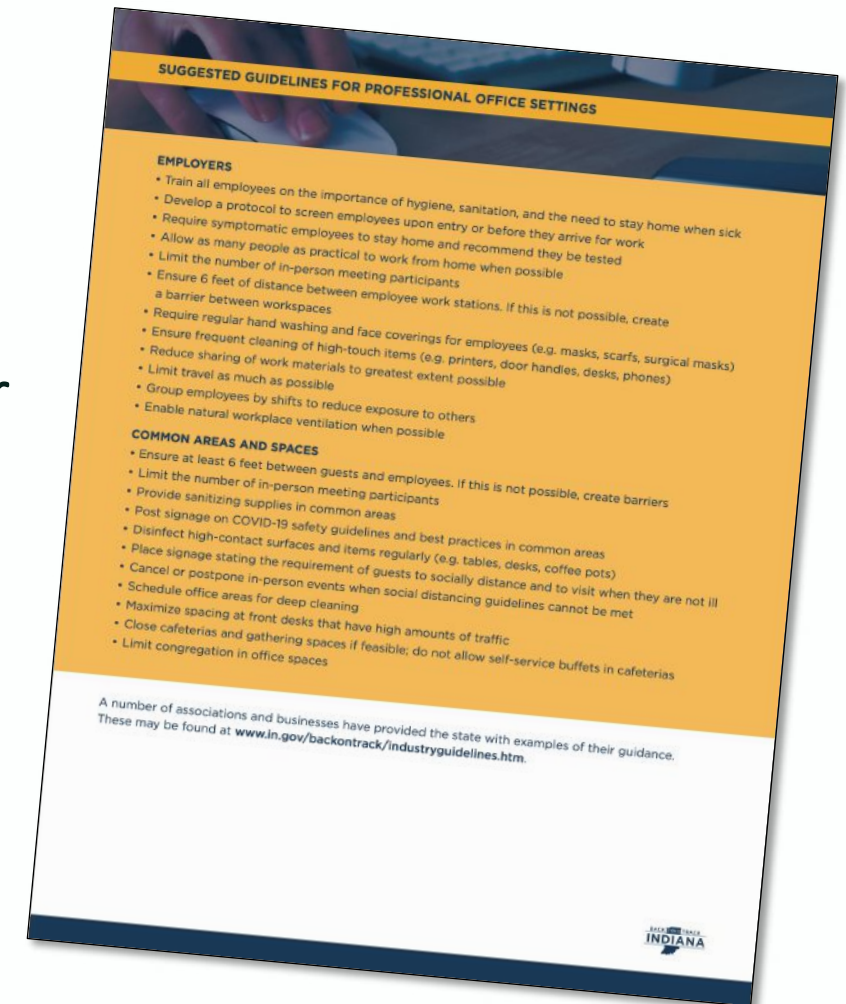 r
SUGGESTED GUIDELINES FOR PROFESSIONAL OFFICE SETTINGS
EMPLOYERS
• Train all employees on the importance of hygiene, sanitation, and the need to stay home when sick
• Develop a protocol to screen employees upon entry or before they arrive for work
• Require symptomatic employees to stay home and recommend they be tested
• Allow as many people as practical to work from home when possible
• Limit the number of in-person meeting participants
• Ensure 6 feet of distance between employee work stations. If this is not possible, create
a barrier between workspaces
• Require regular hand washing and face coverings for employees (e.g. masks, scarfs, surgical masks)
• Ensure frequent cleaning of high-touch items (e.g. printers, door handles, desks, phones)
• Reduce sharing of work materials to greatest extent possible
• Limit travel as much as possible
• Group employees by shifts to reduce exposure to others
• Enable natural workplace ventilation when possible
COMMON AREAS AND SPACES
• Ensure at least 6 feet between guests and employees. If this is not possible, create barriers
• Limit the number of in-person meeting participants
• Provide sanitizing supplies in common areas
• Post signage on COVID-19 safety guidelines and best practices in common areas
• Disinfect high-contact surfaces and items regularly (e.g. tables, desks, coffee pots)
• Place signage stating the requirement of guests to socially distance and to visit when they are not ill
• Cancel or postpone in-person events when social distancing guidelines cannot be met
• Schedule office areas for deep cleaning
• Maximize spacing at front desks that have high amounts of traffic
• Close cafeterias and gathering spaces if feasible; do not allow self-service buffets in cafeterias
• Limit congregation in office spaces
A number of associations and businesses have provided the state with examples of their guidance.
These may be found at www.in.gov/backontrack/industryguidelines.htm.
BACK TRACK
INDIANA